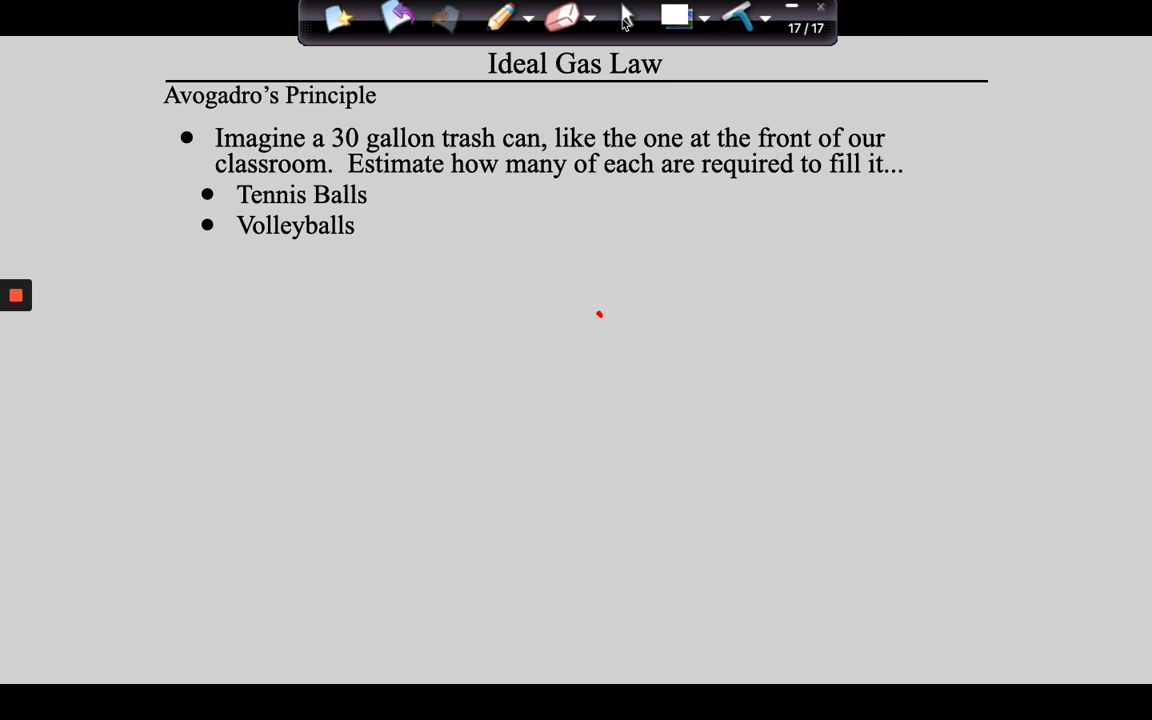 17/17
Ideal Gas Law
Avogadro’s Principle
● Imagine a 30 gallon trash can, like the one at the front of our
classroom.  Estimate how many of each are required to fill it...
● Tennis Balls
● Volleyballs